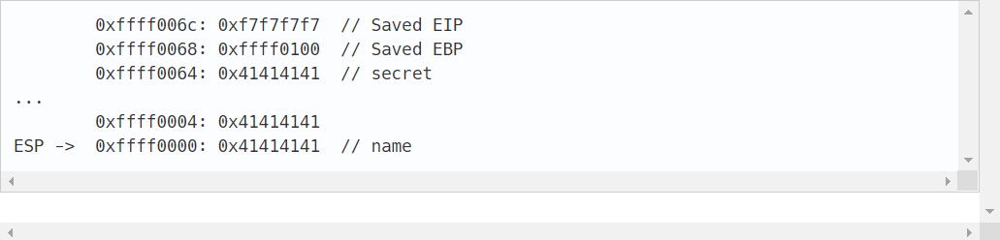 0xffff006c: 0xf7f7f7f7 // Saved EIP
0xffff0068: 0xffff0100 // Saved EBP
0xffff0064: 0x41414141 // secret
...
0xffff0004: 0x41414141
ESP -> 0xffff0000: 0x41414141 // name